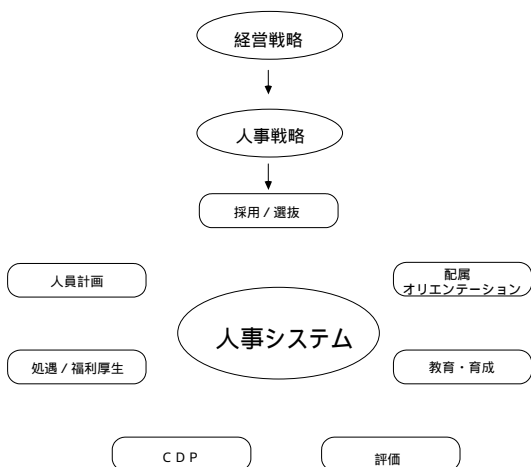 経営戦略
人事戦略
採用 / 選抜
人員計画
配属
オリエンテーション
人事システム
処遇 / 福利厚生
教育・育成
ＣＤＰ
評価